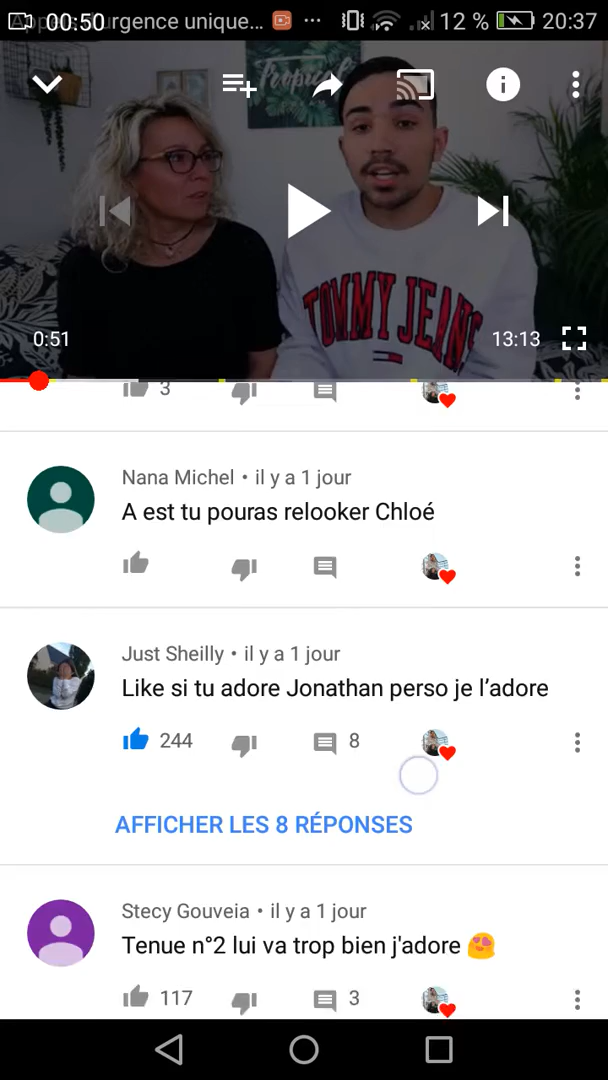 00:50
Appels d'urgence unique... ... 12 % 20:37
Tropical
TOMMY JEANS
0:51
13:13
3
Nana Michel • il y a 1 jour
A est tu pouras relooker Chloé
Just Sheilly • il y a 1 jour
Like si tu adore Jonathan perso je l’adore
244 8
AFFICHER LES 8 RÉPONSES
Stecy Gouveia • il y a 1 jour
Tenue n°2 lui va trop bien j'adore 😍
117 3